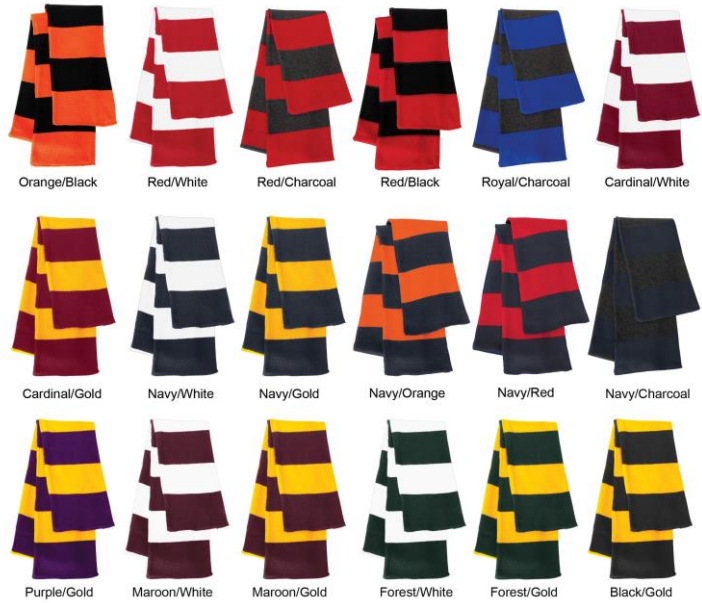 Orange/Black Red/White Red/Charcoal Red/Black Royal/Charcoal Cardinal/White
Cardinal/Gold Navy/White Navy/Gold Navy/Orange Navy/Red Navy/Charcoal
Purple/Gold Maroon/White Maroon/Gold Forest/White Forest/Gold Black/Gold